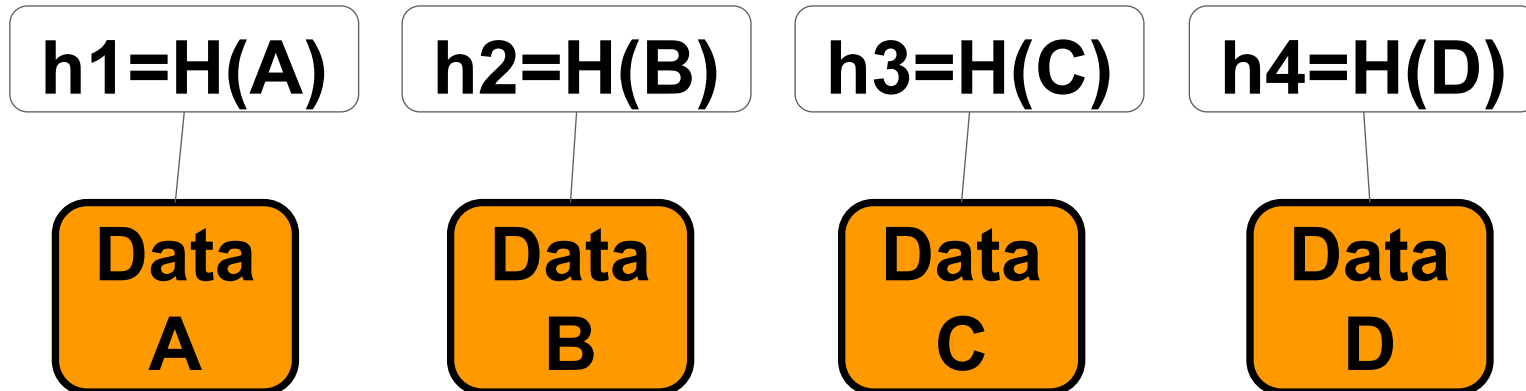 h1=H(A)
h2=H(B)
h3=H(C)
h4=H(D)
Data
A
Data
B
Data
C
Data
D